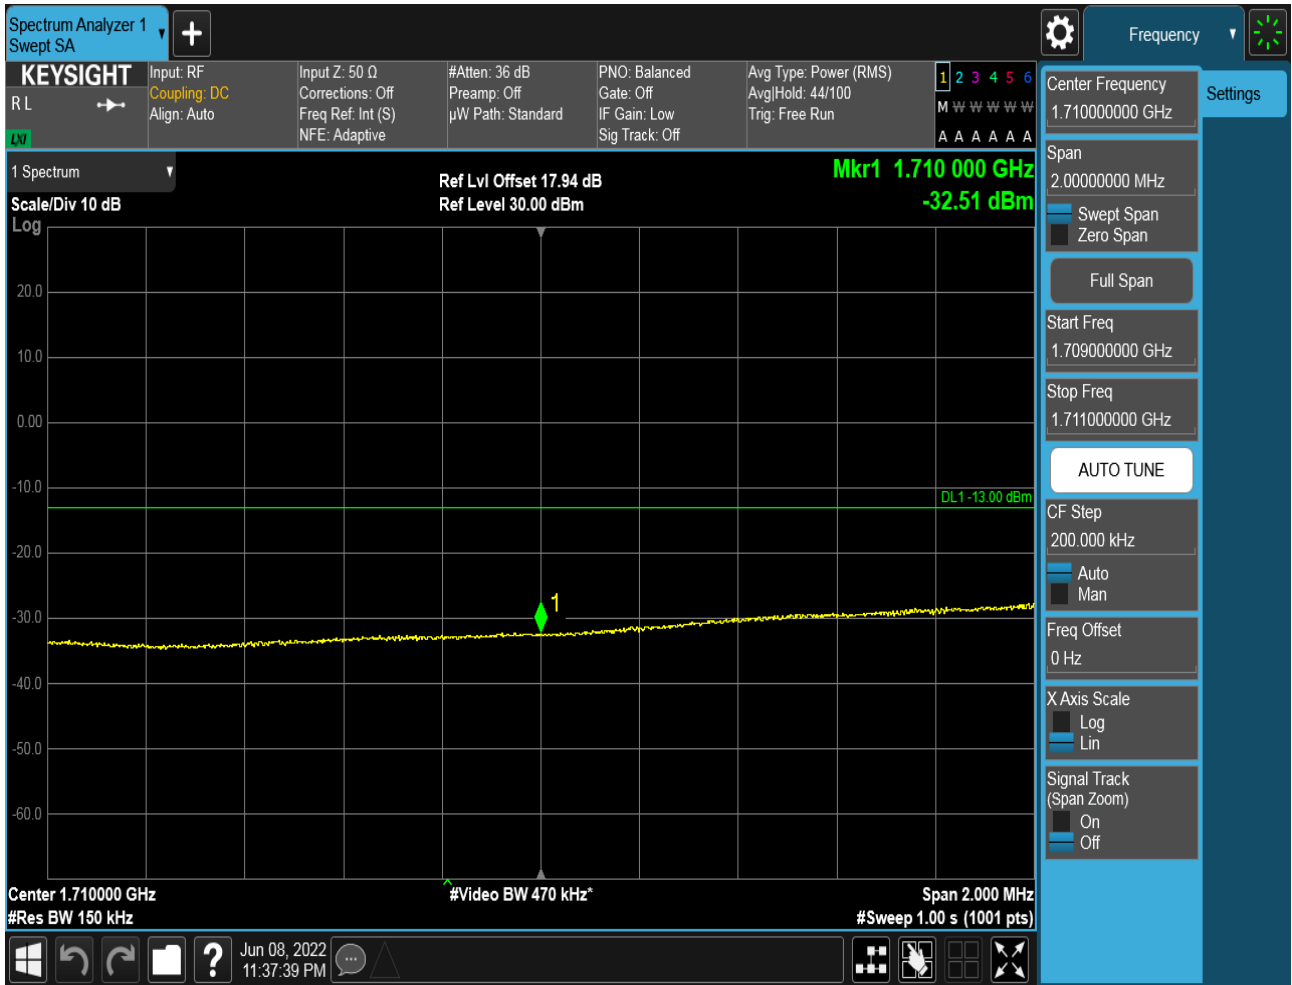 Spectrum Analyzer 1
Swept SA
Frequency
KEYSIGHT
R L
LXI
Input: RF
Coupling: DC
Align: Auto
Input Z: 50 Ω
Corrections: Off
Freq Ref: Int (S)
NFE: Adaptive
#Atten: 36 dB
Preamp: Off
µW Path: Standard
PNO: Balanced
Gate: Off
IF Gain: Low
Sig Track: Off
Avg Type: Power (RMS)
Avg|Hold: 44/100
Trig: Free Run
1 2 3 4 5 6
M W W W W W
A A A A A A
1 Spectrum
Scale/Div 10 dB
Log
Ref Lvl Offset 17.94 dB
Ref Level 30.00 dBm
Mkr1 1.710 000 GHz
-32.51 dBm
20.0
10.0
0.00
-10.0
-20.0
-30.0
-40.0
-50.0
-60.0
DL1 -13.00 dBm
1
Center 1.710000 GHz
#Res BW 150 kHz
#Video BW 470 kHz*
Span 2.000 MHz
#Sweep 1.00 s (1001 pts)
Jun 08, 2022
11:37:39 PM
Center Frequency
1.710000000 GHz
Settings
Span
2.00000000 MHz
Swept Span
Zero Span
Full Span
Start Freq
1.709000000 GHz
Stop Freq
1.711000000 GHz
AUTO TUNE
CF Step
200.000 kHz
Auto
Man
Freq Offset
0 Hz
X Axis Scale
Log
Lin
Signal Track
(Span Zoom)
On
Off